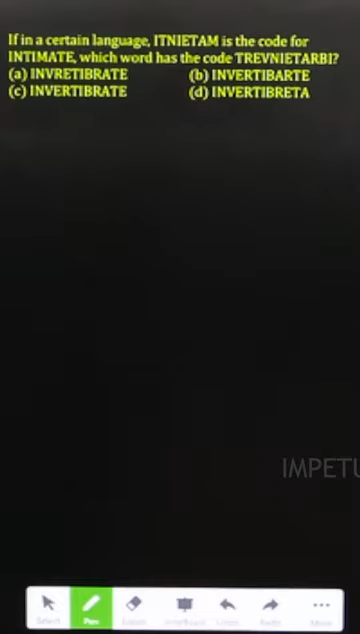 If in a certain language, ITNIETAM is the code for
INTIMATE, which word has the code TREVNIETARBI?
(a) INVRETIBRATE (b) INVERTIBARTE
(c) INVERTIBRATE (d) INVERTIBRETA
IMPETU
Select Pen Eraser Undo Redo More